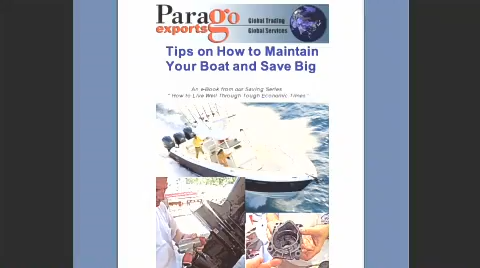 Parago
exports
Global Trading
Global Services
Tips on How to Maintain
Your Boat and Save Big
An e-Book from our Saving Series
"How to Live Well Through Tough Economic Times"